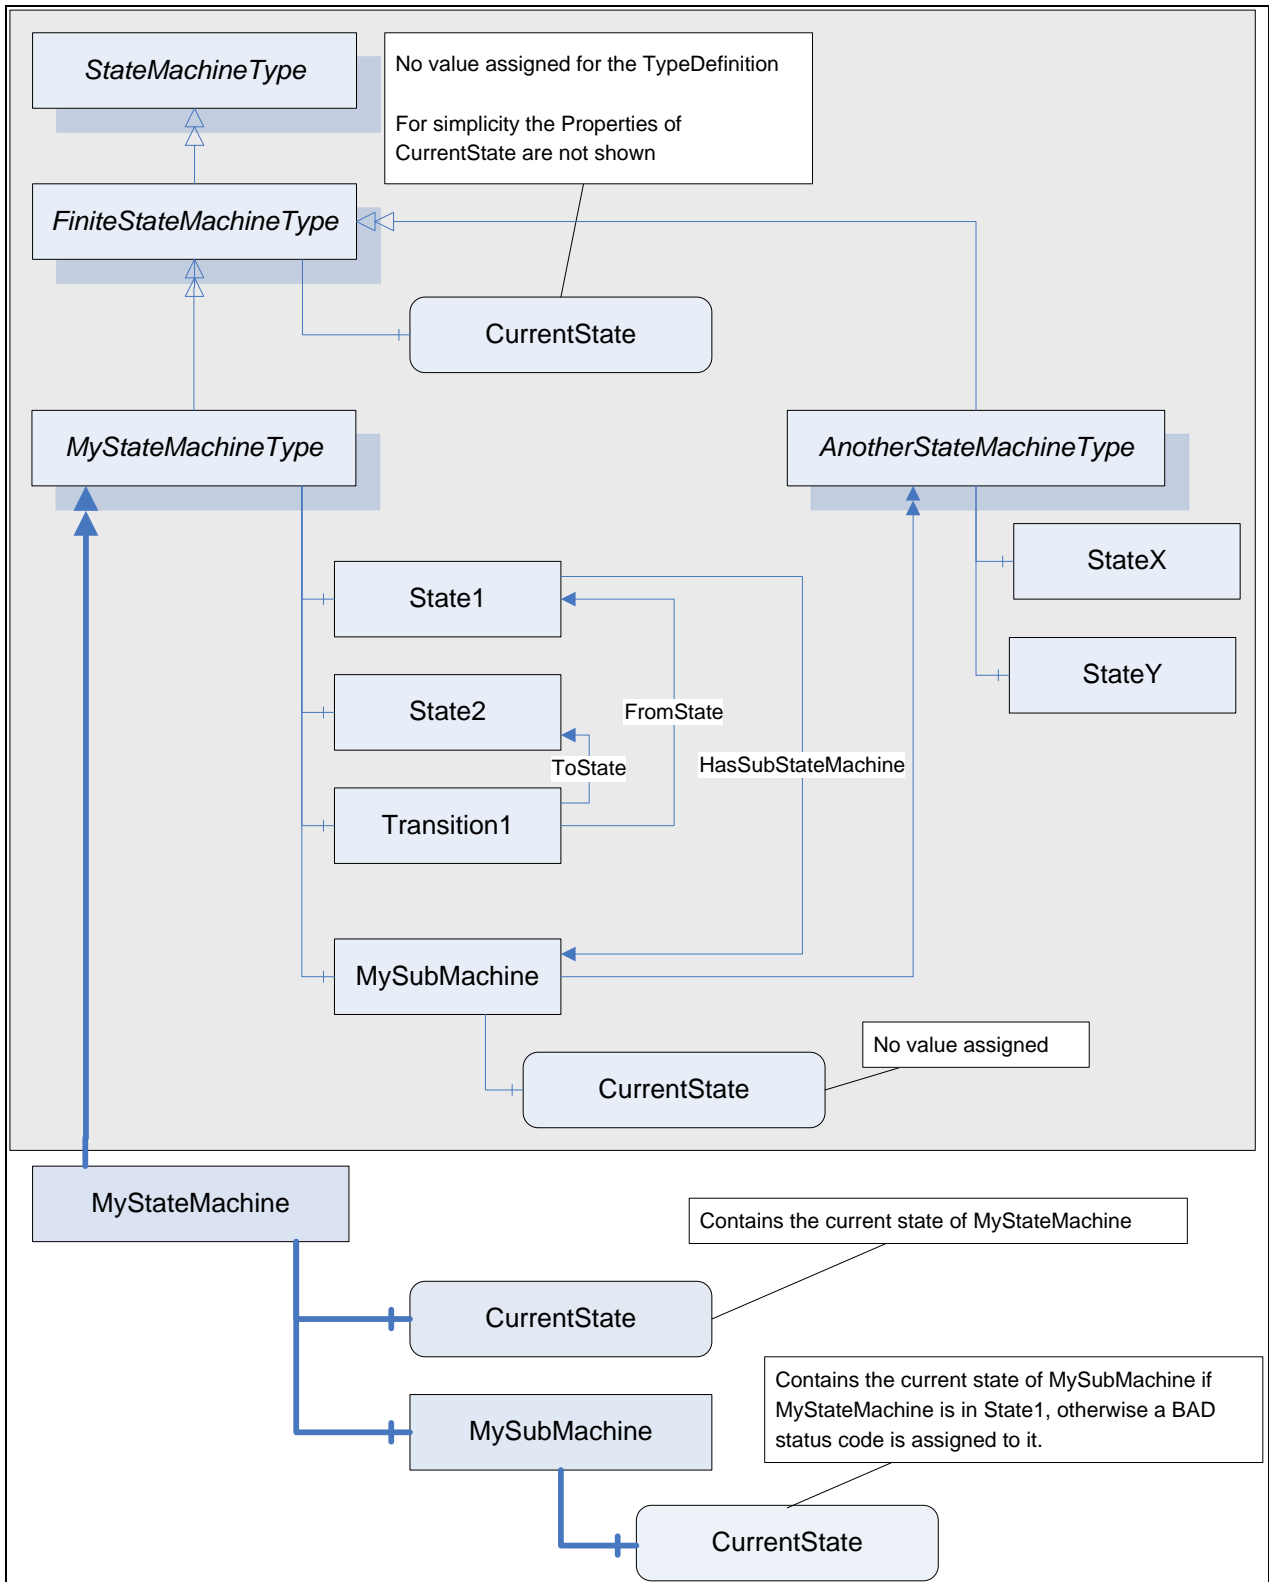 StateMachineType
No value assigned for the TypeDefinition
For simplicity the Properties of
CurrentState are not shown
FiniteStateMachineType
CurrentState
MyStateMachineType
AnotherStateMachineType
StateX
State1
StateY
State2
FromState
ToState
HasSubStateMachine
Transition1
MySubMachine
No value assigned
CurrentState
MyStateMachine
Contains the current state of MyStateMachine
CurrentState
Contains the current state of MySubMachine if
MyStateMachine is in State1, otherwise a BAD
status code is assigned to it.
MySubMachine
CurrentState